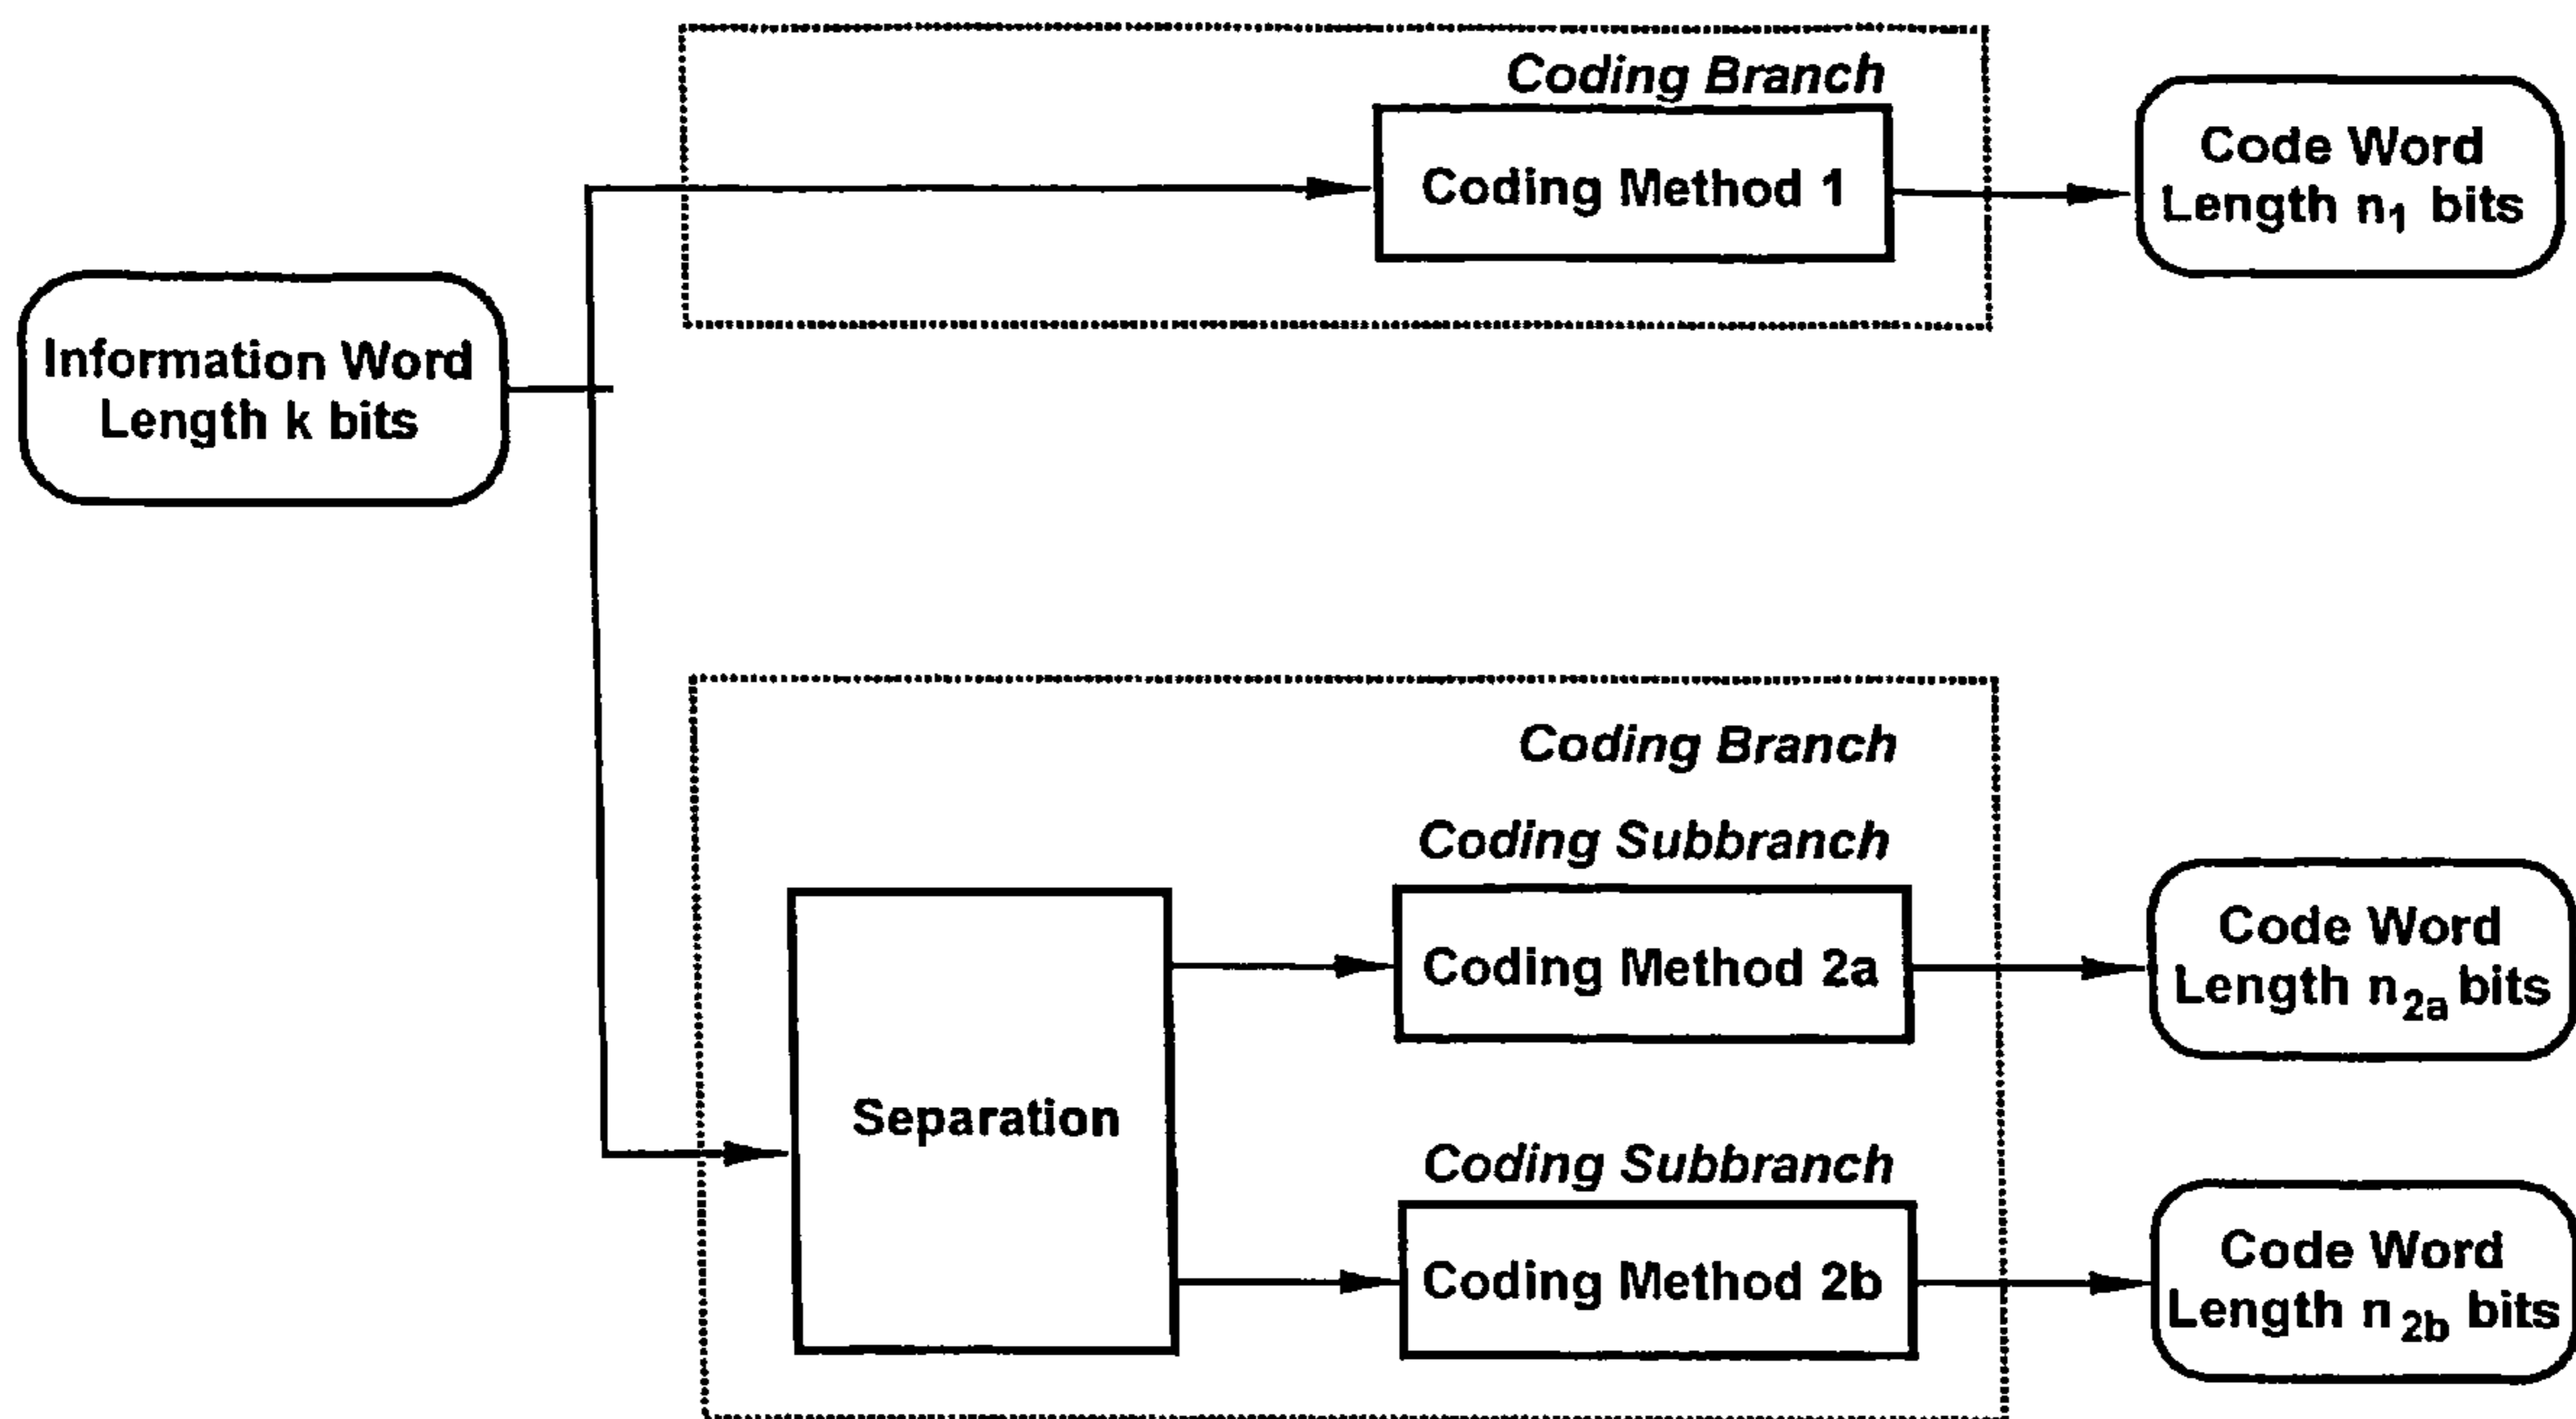 Coding Branch
Coding Method 1
Code Word
Length n₁ bits
Information Word
Length k bits
Coding Branch
Coding Subbranch
Coding Method 2a
Code Word
Length n₂ₐ bits
Separation
Coding Subbranch
Coding Method 2b
Code Word
Length n2b bits